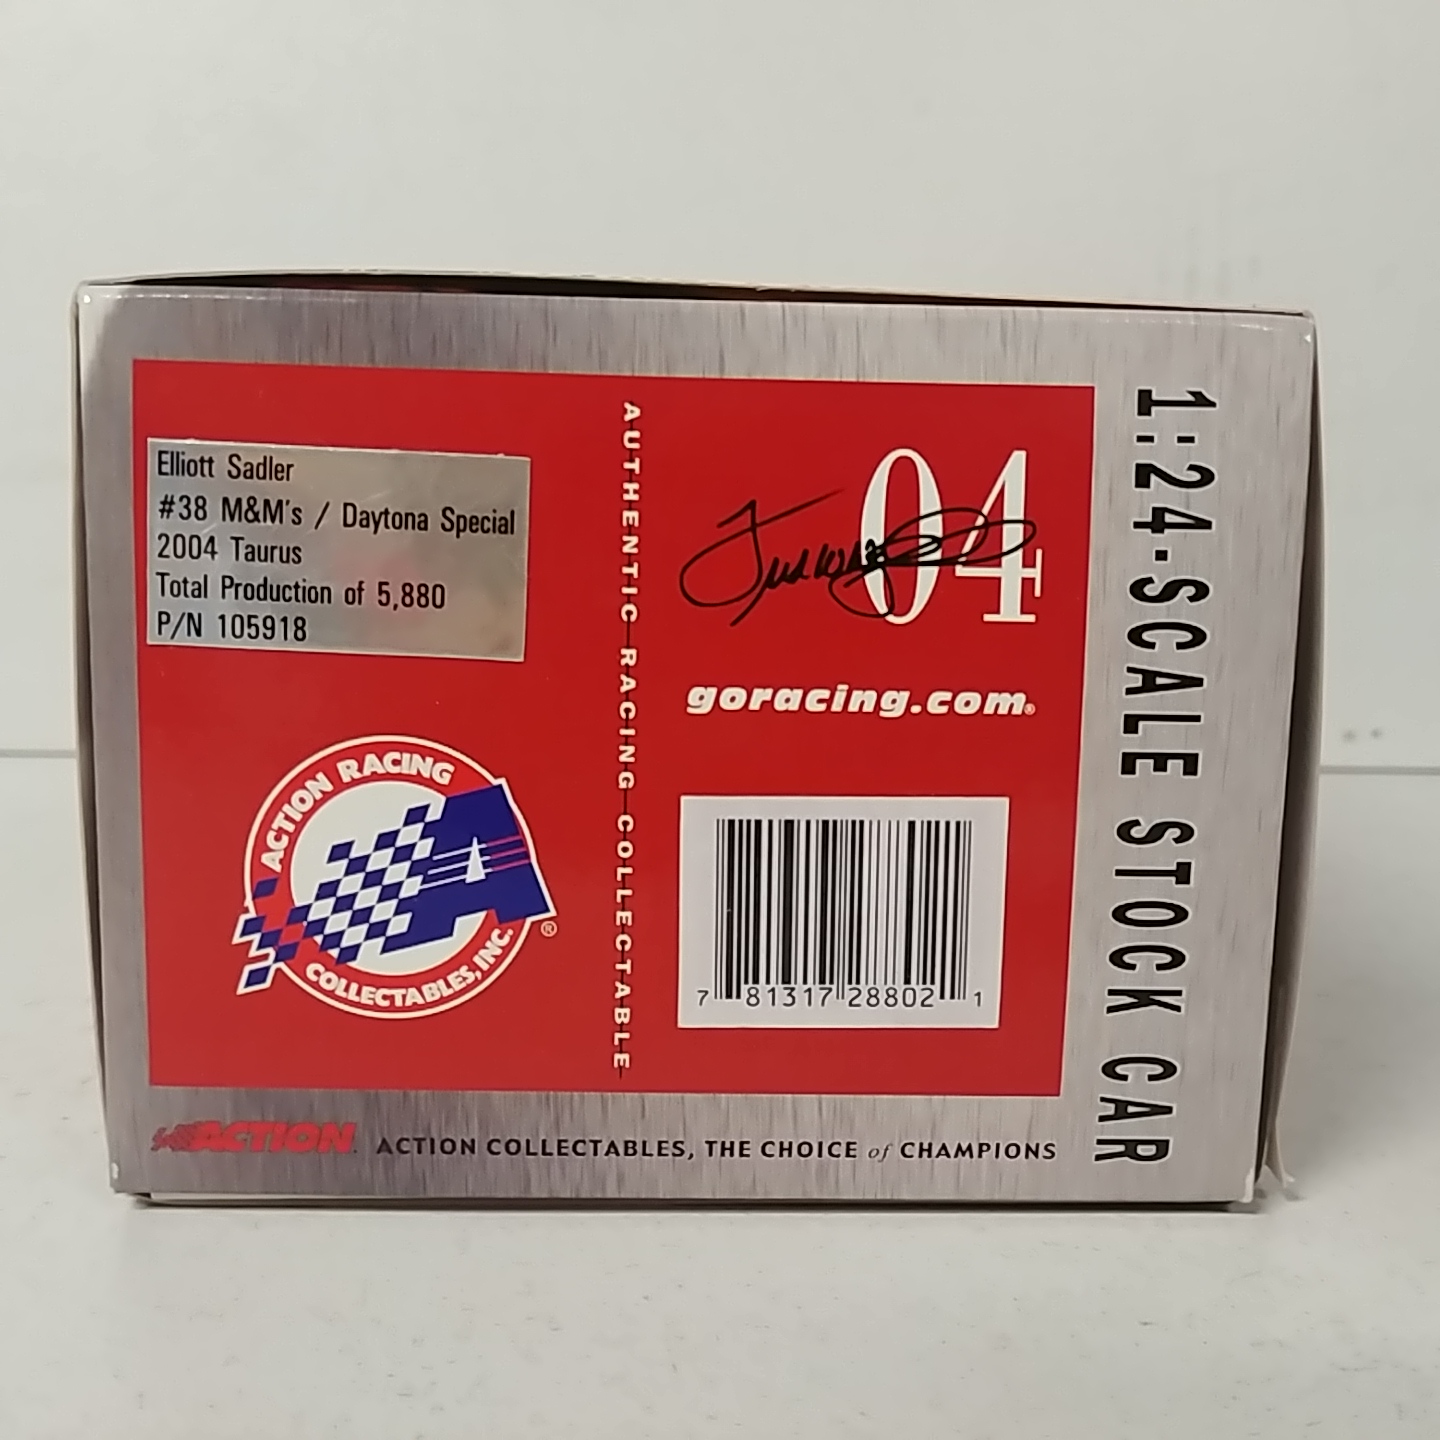 Elliott Sadler
#38 M&M's / Daytona Special
2004 Taurus
Total Production of 5,880
P/N 105918
ACTION RACING
COLLECTABLES, INC.
®
AUTHENTIC RACING COLLECTABLE
04
goracing.com®
7 81317 28802 1
1:24-SCALE STOCK CAR
ACTION
ACTION COLLECTABLES, THE CHOICE of CHAMPIONS